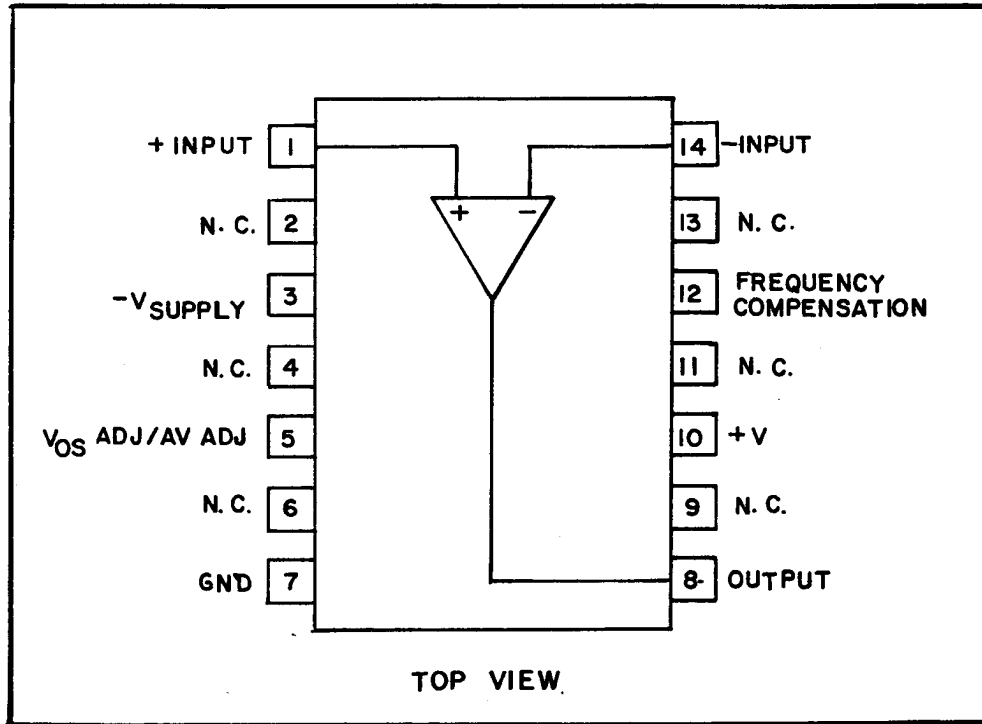 + INPUT 1
14 -INPUT
+ -
N. C. 2
13 N. C.
-VSUPPLY 3
12 FREQUENCY
COMPENSATION
N. C. 4
11 N. C.
VOS ADJ/AV ADJ 5
10 +V
N. C. 6
9 N. C.
GND 7
8 OUTPUT
TOP VIEW